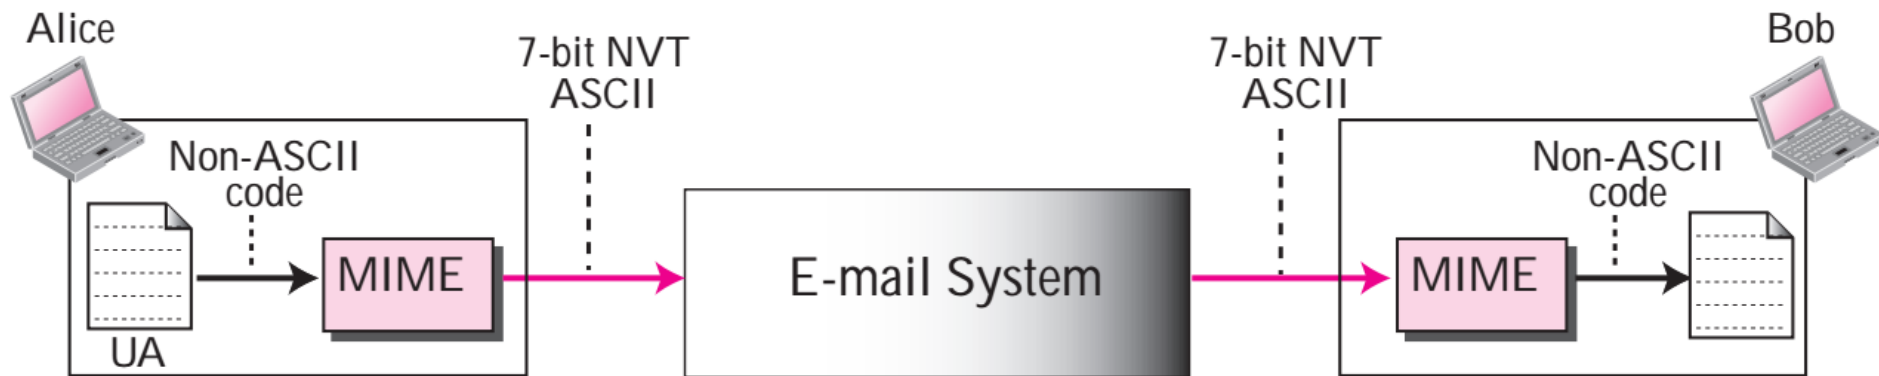 Alice
Bob
7-bit NVT
ASCII
7-bit NVT
ASCII
Non-ASCII
code
Non-ASCII
code
MIME
E-mail System
MIME
UA